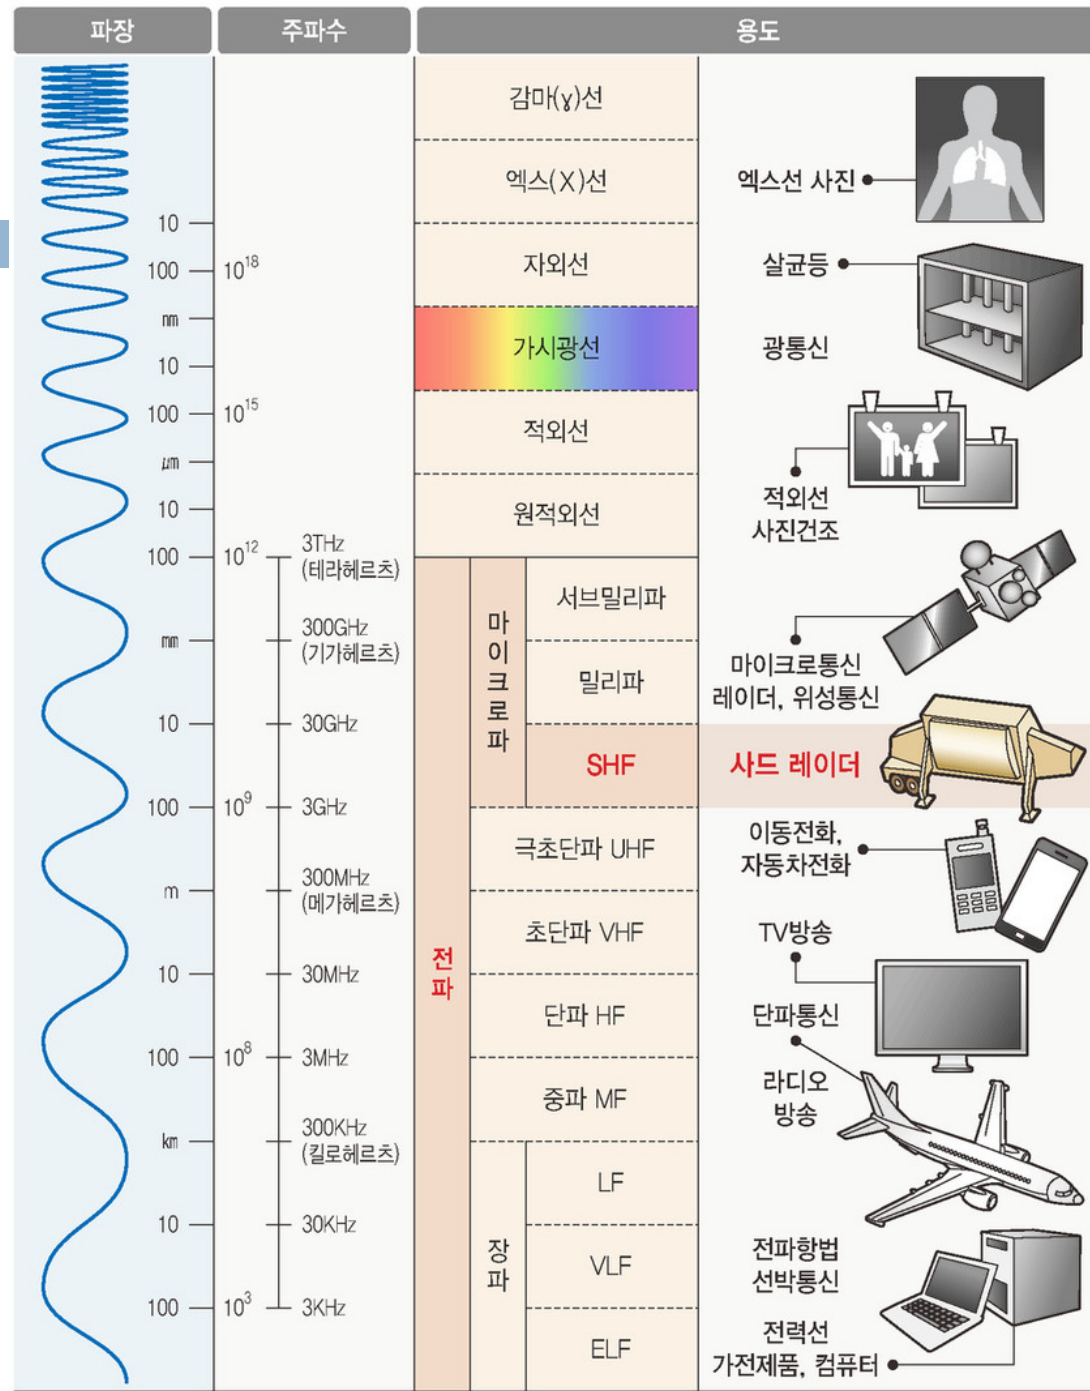 파장
주파수
용도
감마(γ)선
엑스(X)선
엑스선 사진
10
100
10¹⁸
자외선
살균등
nm
가시광선
광통신
10
100
10¹⁵
적외선
μm
적외선
사진건조
10
원적외선
100
10¹²
3THz
(테라헤르츠)
전파
마이크로파
서브밀리파
mm
300GHz
(기가헤르츠)
마이크로통신
레이더, 위성통신
밀리파
10
30GHz
SHF
사드 레이더
100
10⁹
3GHz
극초단파 UHF
이동전화,
자동차전화
m
300MHz
(메가헤르츠)
초단파 VHF
TV방송
10
30MHz
단파 HF
단파통신
100
10⁸
3MHz
중파 MF
라디오
방송
km
300KHz
(킬로헤르츠)
장파
LF
10
30KHz
VLF
전파항법
선박통신
100
10³
3KHz
ELF
전력선
가전제품, 컴퓨터